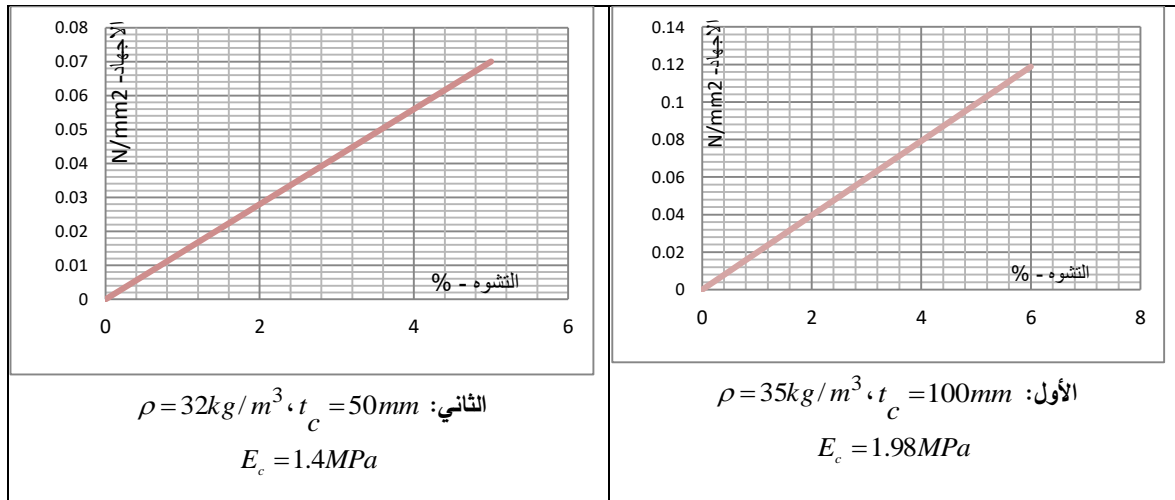 0.14
0.12
0.1
0.08
0.06
0.04
0.02
0
0 2 4 6 8
الاجهاد- N/mm2
التشوه - %
الأول: ρ = 35kg / m³ ، t_c = 100mm
E_c = 1.98MPa
0.08
0.07
0.06
0.05
0.04
0.03
0.02
0.01
0
0 2 4 6
الاجهاد- N/mm2
التشوه - %
الثاني: ρ = 32kg / m³ ، t_c = 50mm
E_c = 1.4MPa